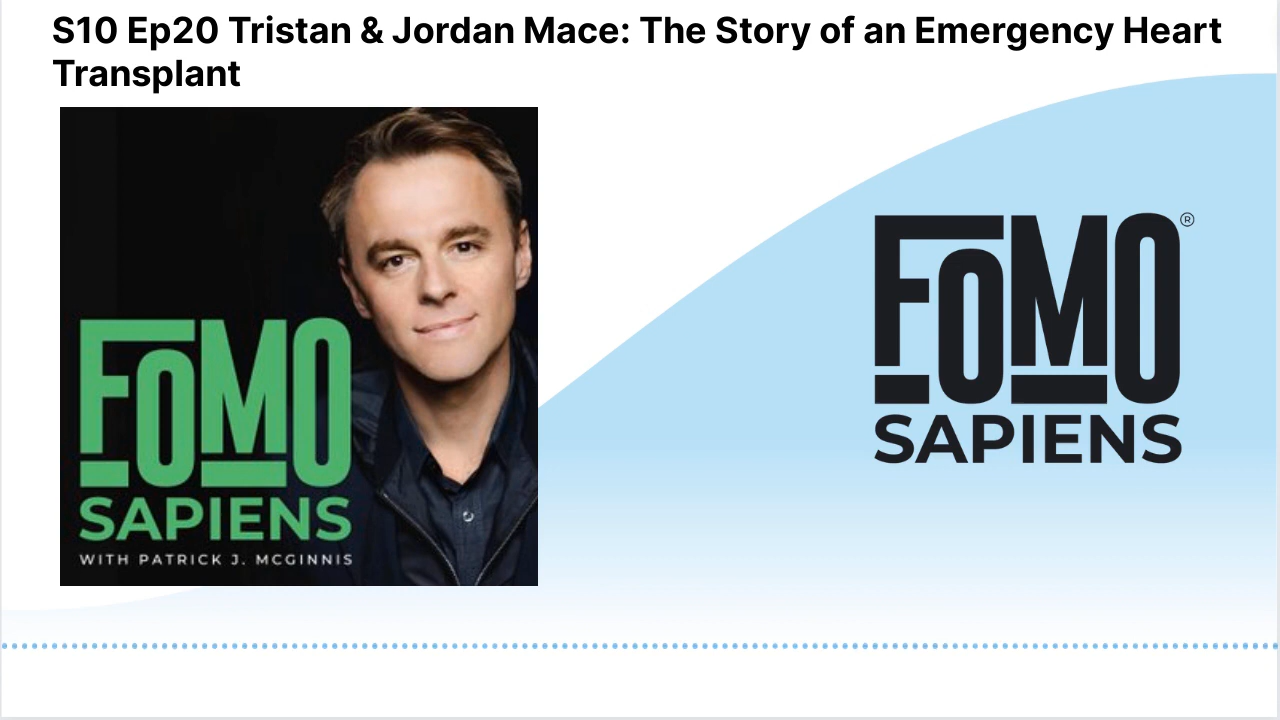 S10 Ep20 Tristan & Jordan Mace: The Story of an Emergency Heart
Transplant
FOMO
SAPIENS
WITH PATRICK J. MCGINNIS
FOMO®
SAPIENS